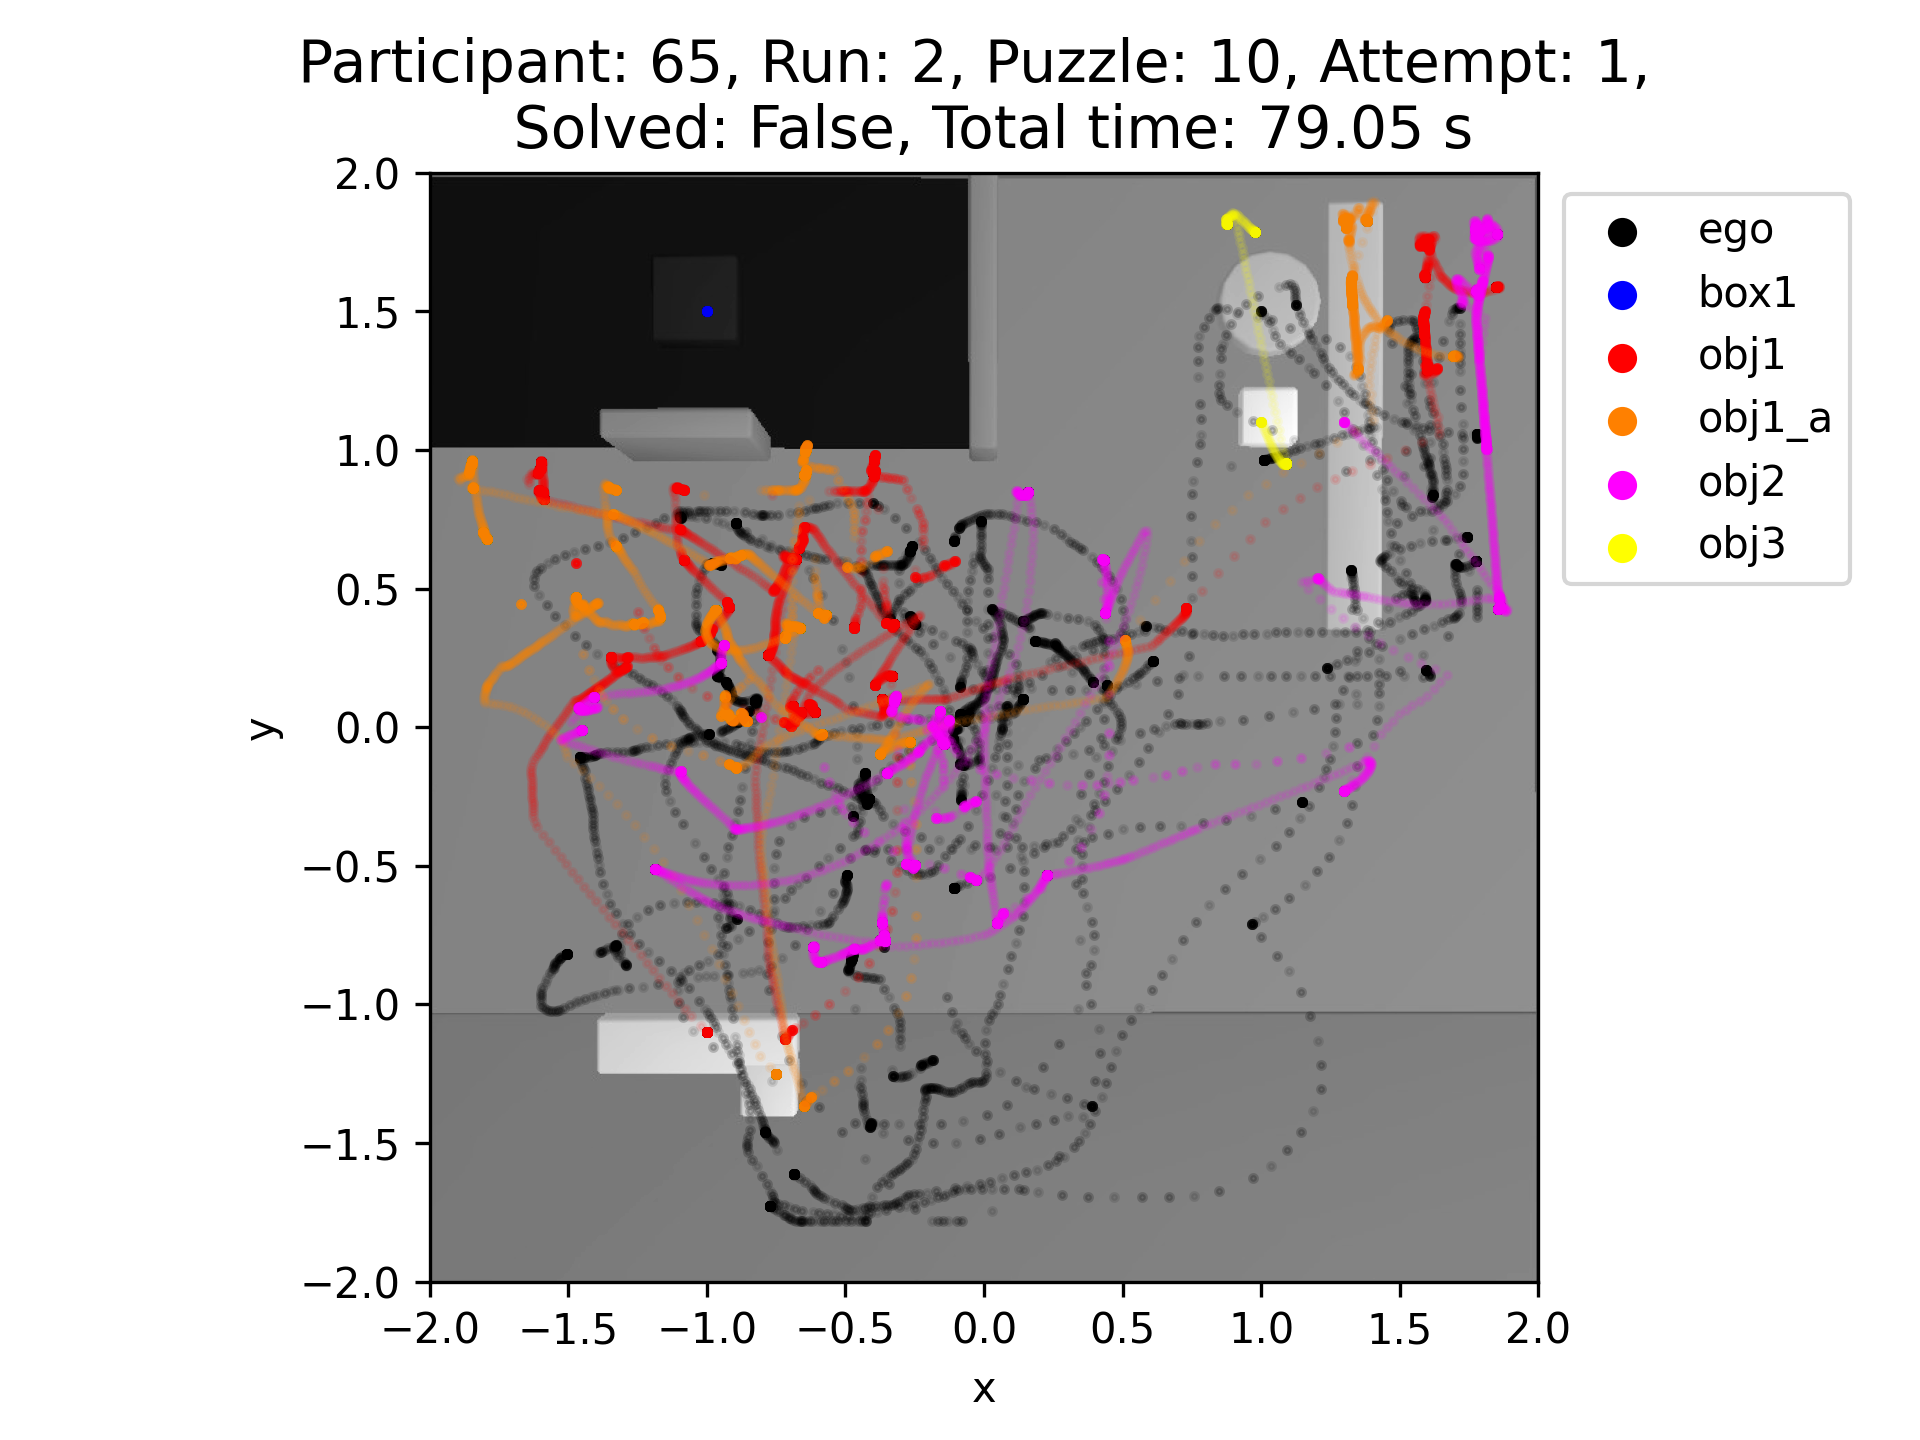 Participant: 65, Run: 2, Puzzle: 10, Attempt: 1,
Solved: False, Total time: 79.05 s
2.0
1.5
1.0
0.5
0.0
−0.5
−1.0
−1.5
−2.0
y
−2.0 −1.5 −1.0 −0.5 0.0 0.5 1.0 1.5 2.0
x
ego
box1
obj1
obj1_a
obj2
obj3